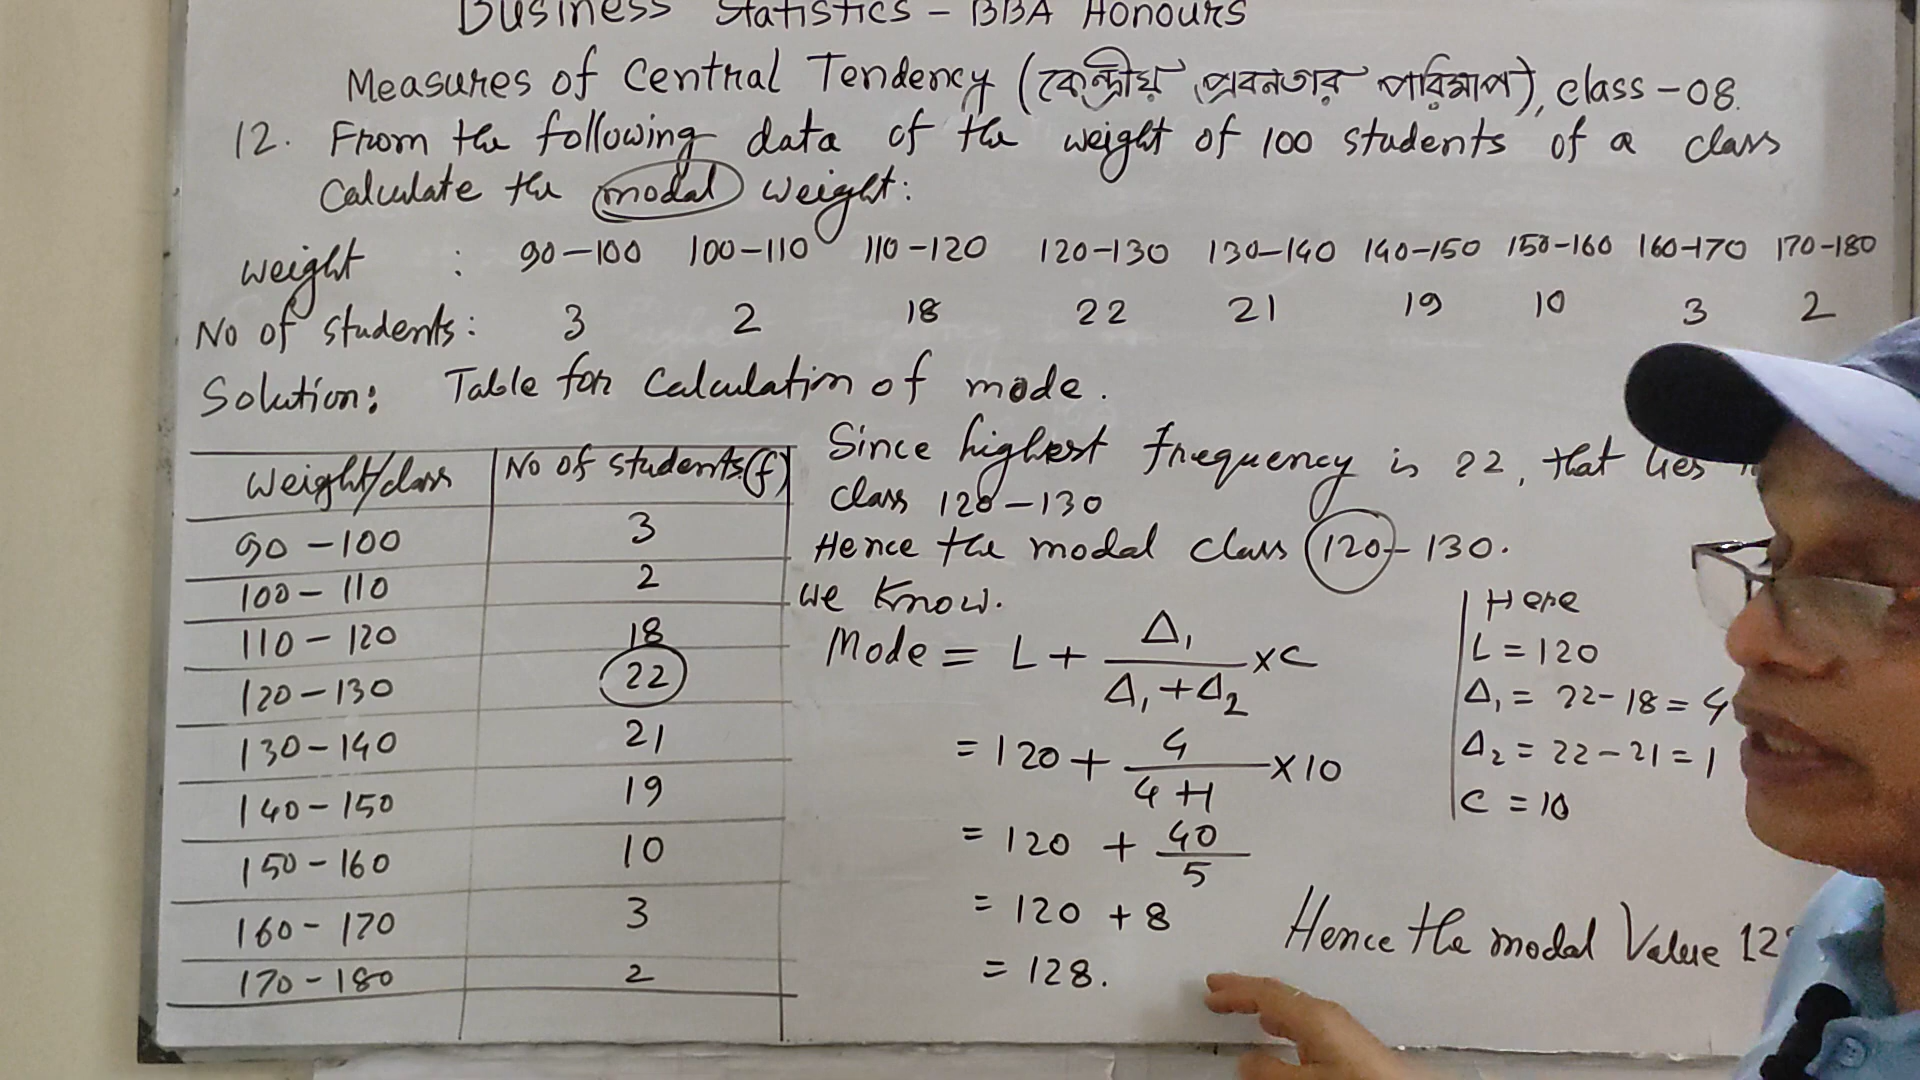 Business Statistics - BBA Honours
Measures of Central Tendency (কেন্দ্রীয় প্রবনতার পরিমাপ), class-08.
12. From the following data of the weight of 100 students of a class
Calculate the modal weight:
weight : 90-100 100-110 110-120 120-130 130-140 140-150 150-160 160-170 170-180
No of students: 3 2 18 22 21 19 10 3 2
Solution: Table for Calculation of mode.
Weight/class No of students(f)
90-100 3
100-110 2
110-120 18
120-130 22
130-140 21
140-150 19
150-160 10
160-170 3
170-180 2
Since highest frequency is 22, that lies
class 120-130
Hence the modal class 120-130.
we know.
Mode = L + Δ₁/(Δ₁+Δ₂) × c
= 120 + 4/(4+1) × 10
= 120 + 40/5
= 120 + 8
= 128.
Here
L = 120
Δ₁ = 22-18 = 4
Δ₂ = 22-21 = 1
C = 10
Hence the modal Value